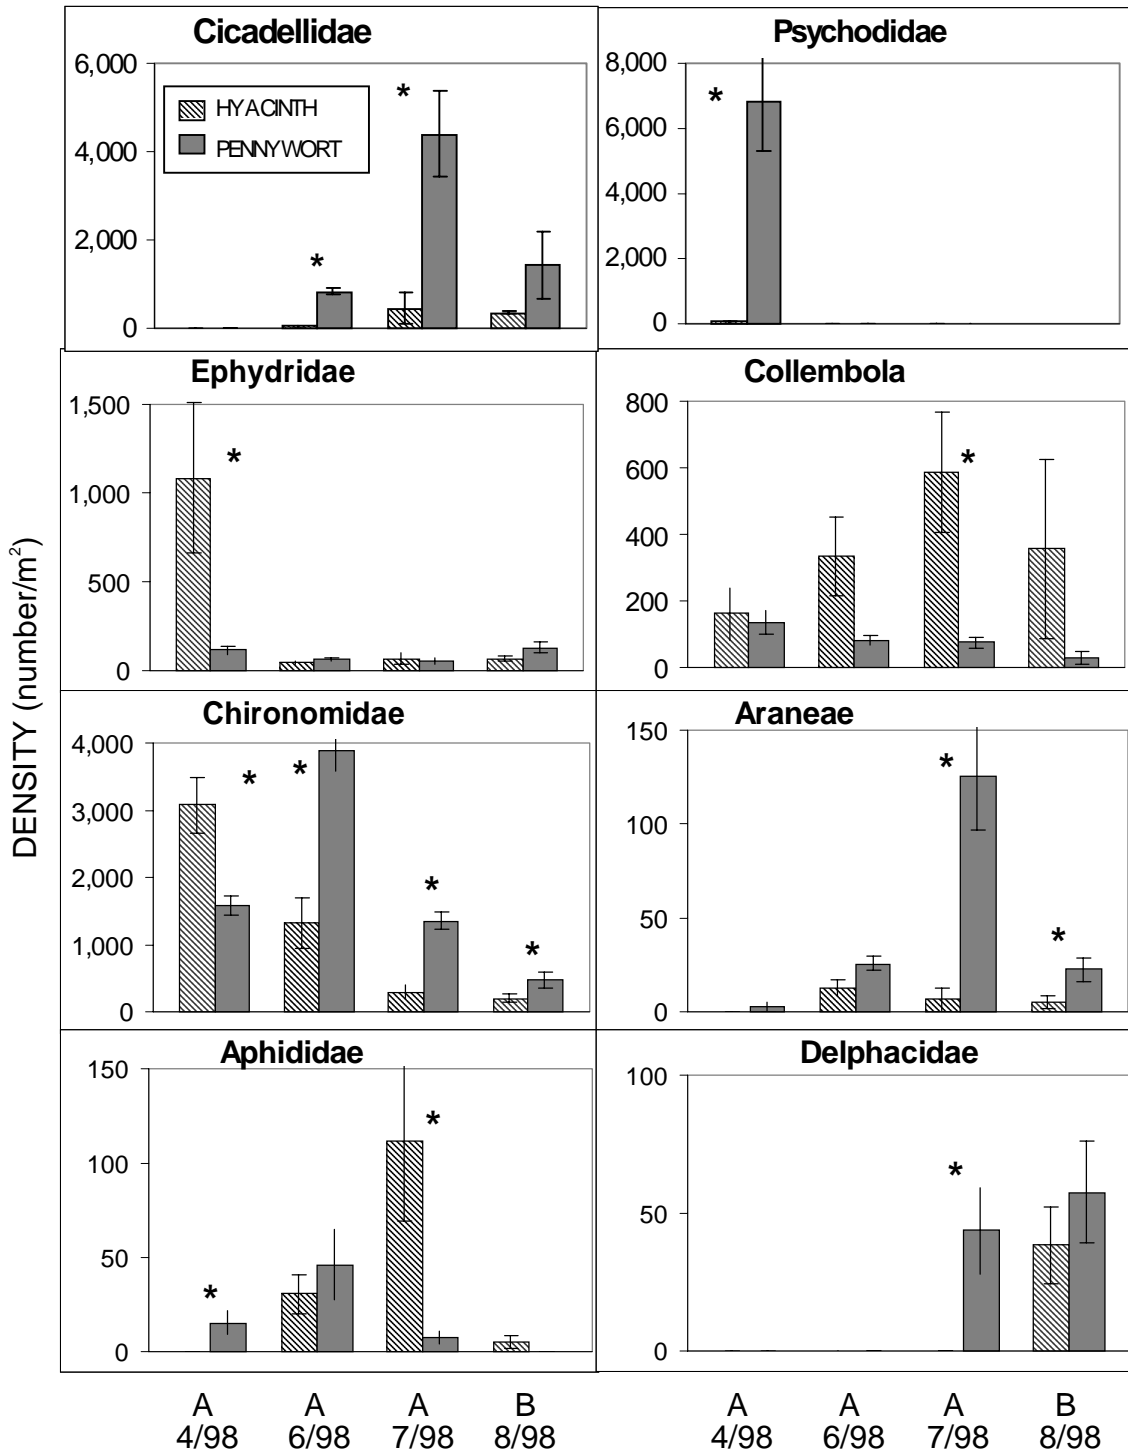 Cicadellidae
6,000
4,000
2,000
0
HYACINTH
PENNYWORT
*
*
Psychodidae
8,000
6,000
4,000
2,000
0
*
Ephydridae
1,500
1,000
500
0
*
Collembola
800
600
400
200
0
*
Chironomidae
4,000
3,000
2,000
1,000
0
* * * *
Araneae
150
100
50
0
* *
Aphididae
150
100
50
0
* *
Delphacidae
100
50
0
*
DENSITY (number/m²)
A A A B
4/98 6/98 7/98 8/98
A A A B
4/98 6/98 7/98 8/98